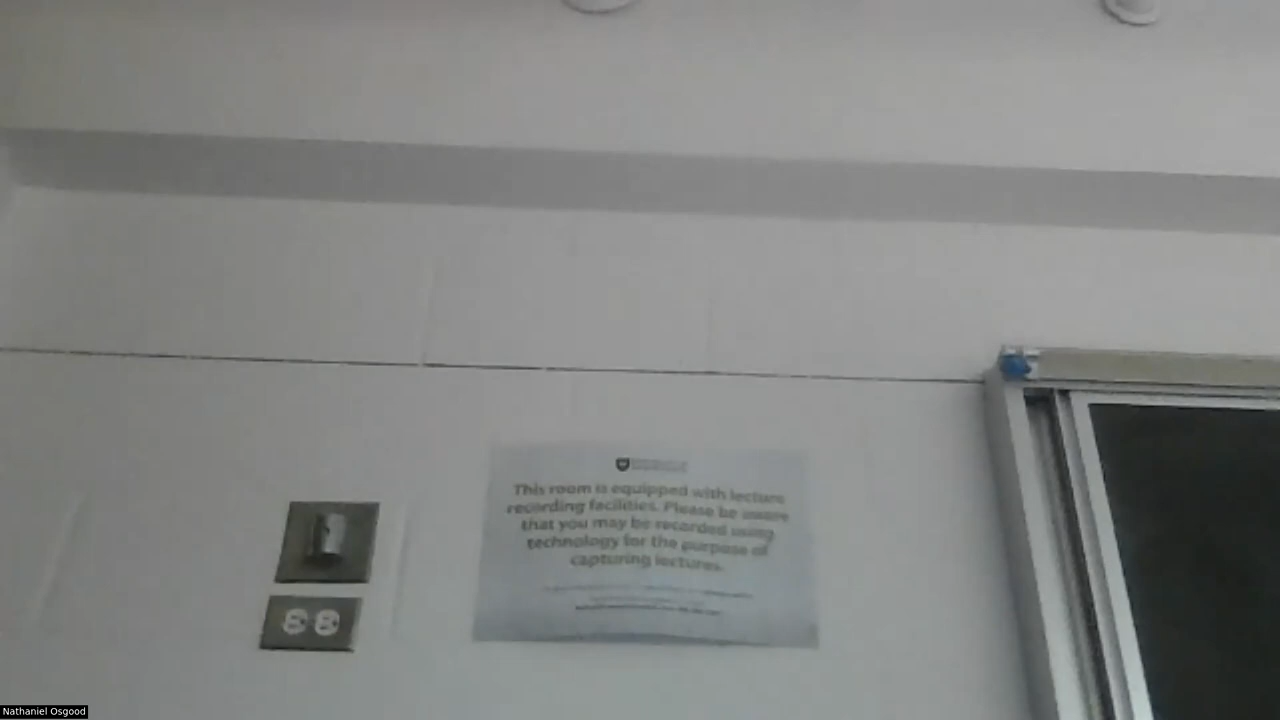 This room is equipped with lecture
recording facilities. Please be aware
that you may be recorded using
technology for the purpose of
capturing lectures.
Nathaniel Osgood